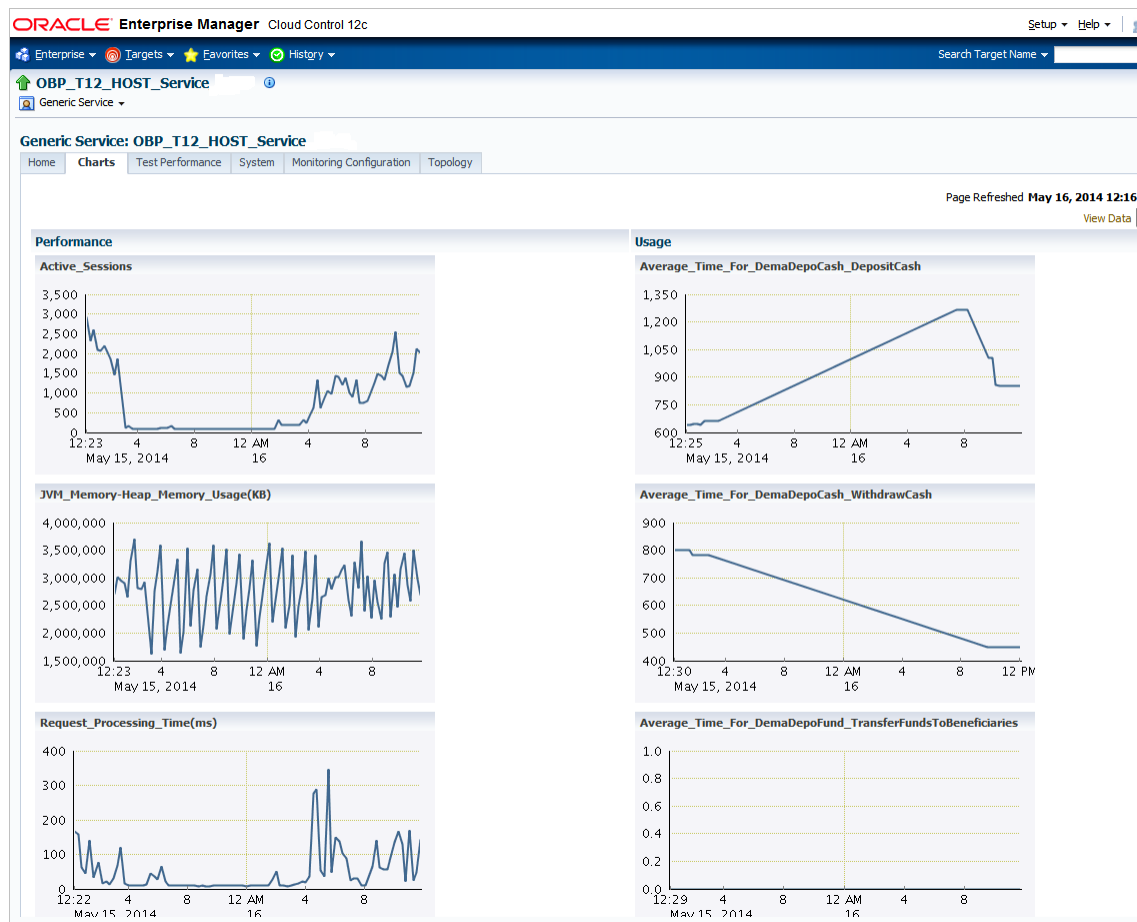 ORACLE Enterprise Manager Cloud Control 12c
Setup Help
Enterprise Targets Favorites History Search Target Name
OBP_T12_HOST_Service
Generic Service
Generic Service: OBP_T12_HOST_Service
Home Charts Test Performance System Monitoring Configuration Topology
Page Refreshed May 16, 2014 12:16
View Data
Performance
Active_Sessions
3,500
3,000
2,500
2,000
1,500
1,000
500
0
12:23 4 8 12 AM 4 8
May 15, 2014 16
JVM_Memory-Heap_Memory_Usage(KB)
4,000,000
3,500,000
3,000,000
2,500,000
2,000,000
1,500,000
12:23 4 8 12 AM 4 8
May 15, 2014 16
Request_Processing_Time(ms)
400
300
200
100
0
12:22 4 8 12 AM 4 8
May 15, 2014 16
Usage
Average_Time_For_DemaDepoCash_DepositCash
1,350
1,200
1,050
900
750
600
12:25 4 8 12 AM 4 8
May 15, 2014 16
Average_Time_For_DemaDepoCash_WithdrawCash
900
800
700
600
500
400
12:30 4 8 12 AM 4 8 12 PM
May 15, 2014 16
Average_Time_For_DemaDepoFund_TransferFundsToBeneficiaries
1.0
0.8
0.6
0.4
0.2
0.0
12:29 4 8 12 AM 4 8
May 15, 2014 16